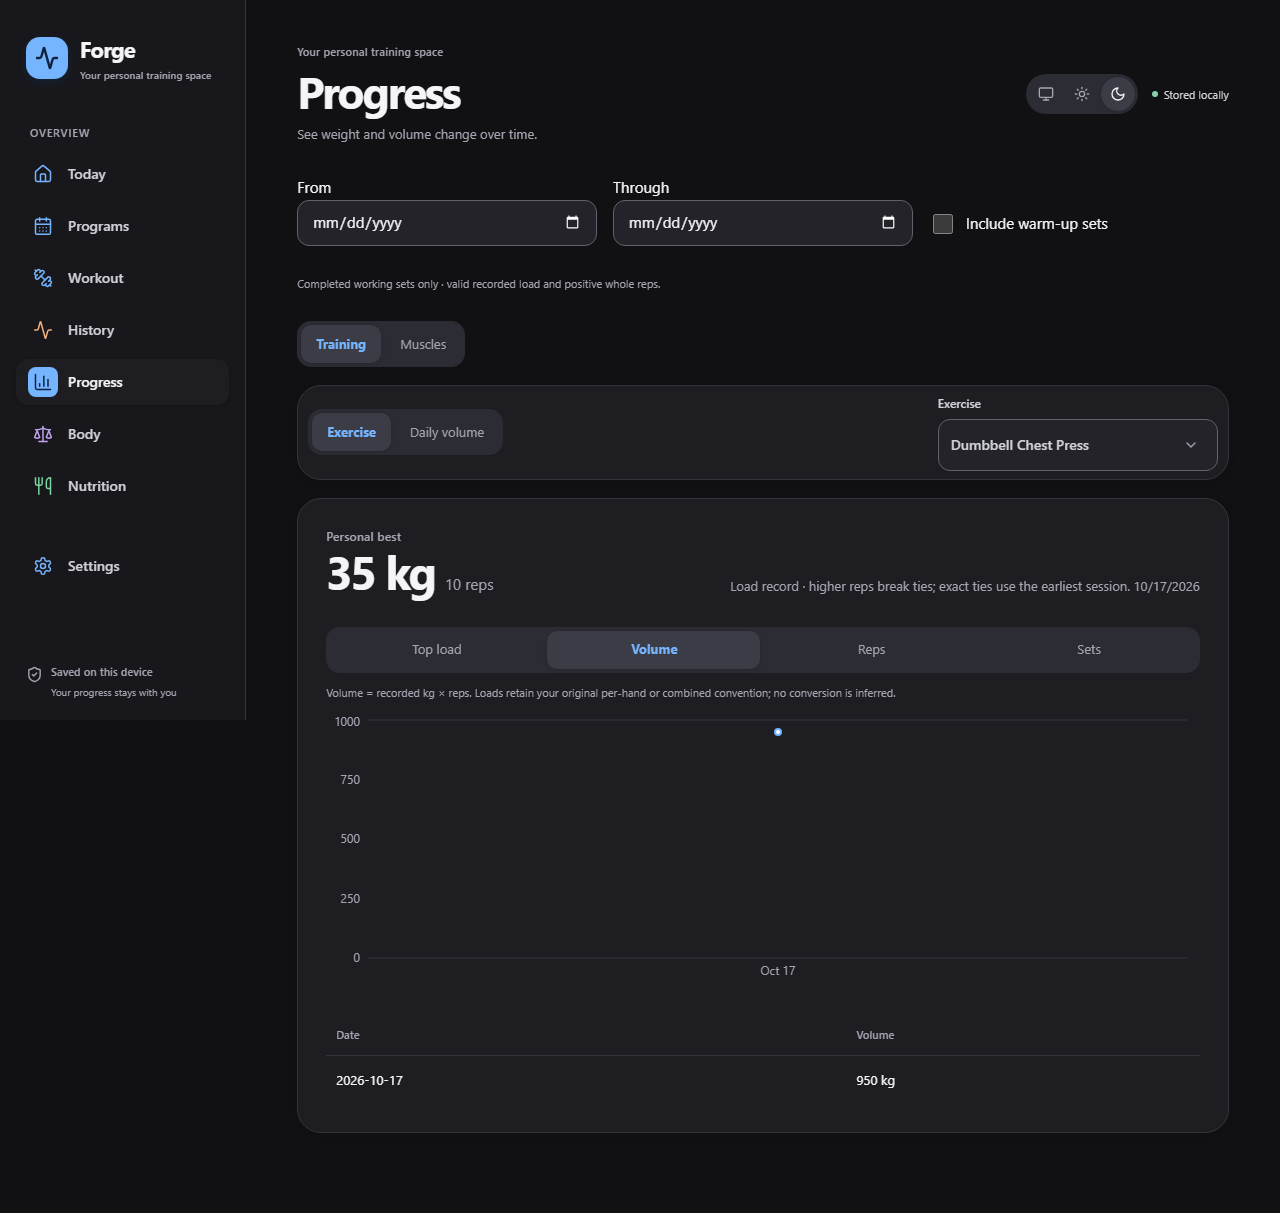 Forge
Your personal training space
OVERVIEW
Today
Programs
Workout
History
Progress
Body
Nutrition
Settings
Saved on this device
Your progress stays with you
Your personal training space
Progress
See weight and volume change over time.
Stored locally
From
Through
mm/dd/yyyy
mm/dd/yyyy
Include warm-up sets
Completed working sets only · valid recorded load and positive whole reps.
Training
Muscles
Exercise
Daily volume
Exercise
Dumbbell Chest Press
Personal best
35 kg 10 reps
Load record · higher reps break ties; exact ties use the earliest session. 10/17/2026
Top load
Volume
Reps
Sets
Volume = recorded kg × reps. Loads retain your original per-hand or combined convention; no conversion is inferred.
1000
750
500
250
0
Oct 17
Date
Volume
2026-10-17
950 kg